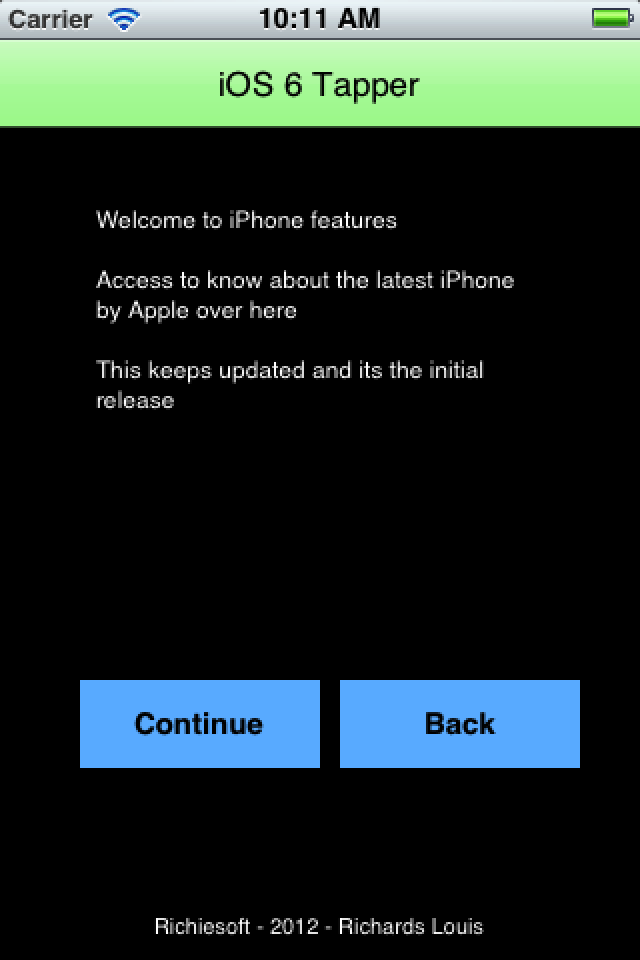 Carrier 10:11 AM
iOS 6 Tapper
Welcome to iPhone features
Access to know about the latest iPhone
by Apple over here
This keeps updated and its the initial
release
Continue Back
Richiesoft - 2012 - Richards Louis